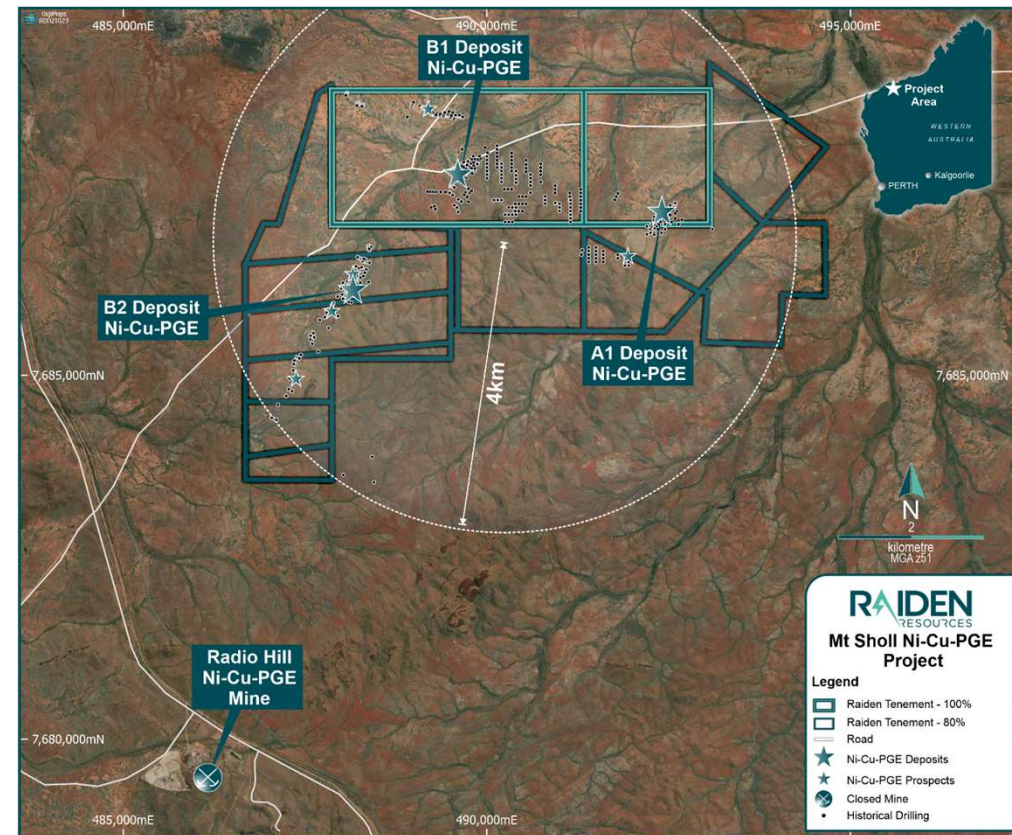 DigiMaps
RDN21023
485,000mE
490,000mE
495,000mE
B1 Deposit
Ni-Cu-PGE
Project
Area
WESTERN
AUSTRALIA
Kalgoorlie
PERTH
B2 Deposit
Ni-Cu-PGE
A1 Deposit
Ni-Cu-PGE
4km
7,685,000mN
7,685,000mN
N
2
kilometre
MGA z51
Radio Hill
Ni-Cu-PGE
Mine
7,680,000mN
485,000mE
490,000mE
RAIDEN
RESOURCES
Mt Sholl Ni-Cu-PGE
Project
Legend
Raiden Tenement - 100%
Raiden Tenement - 80%
Road
Ni-Cu-PGE Deposits
Ni-Cu-PGE Prospects
Closed Mine
Historical Drilling